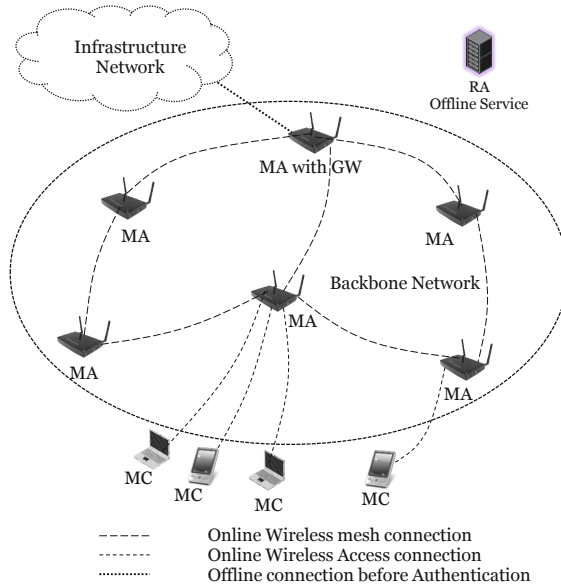 Infrastructure
Network
RA
Offline Service
MA with GW
MA
MA
Backbone Network
MA
MA
MA
MC
MC
MC
MC
Online Wireless mesh connection
Online Wireless Access connection
Offline connection before Authentication